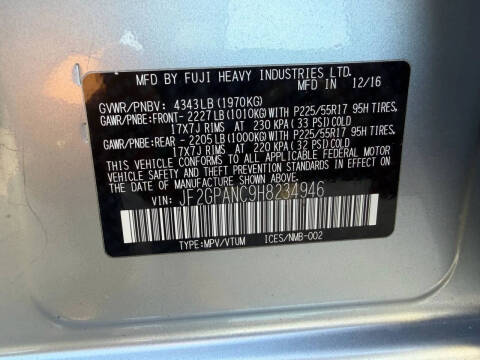 MFD BY FUJI HEAVY INDUSTRIES LTD.
MFD IN 12/16
GVWR/PNBV: 4343LB (1970KG)
GAWR/PNBE:FRONT- 2227LB (1010KG)WITH P225/55R17 95H TIRES,
17X7J RIMS AT 230 KPA (33 PSI)COLD
GAWR/PNBE:REAR - 2205LB (1000KG)WITH P225/55R17 95H TIRES,
17X7J RIMS AT 220 KPA (32 PSI)COLD
THIS VEHICLE CONFORMS TO ALL APPLICABLE FEDERAL MOTOR
VEHICLE SAFETY AND THEFT PREVENTION STANDARDS IN EFFECT ON
THE DATE OF MANUFACTURE SHOWN ABOVE.
VIN: JF2GPANC9H8234946
TYPE:MPV/VTUM ICES/NMB-002